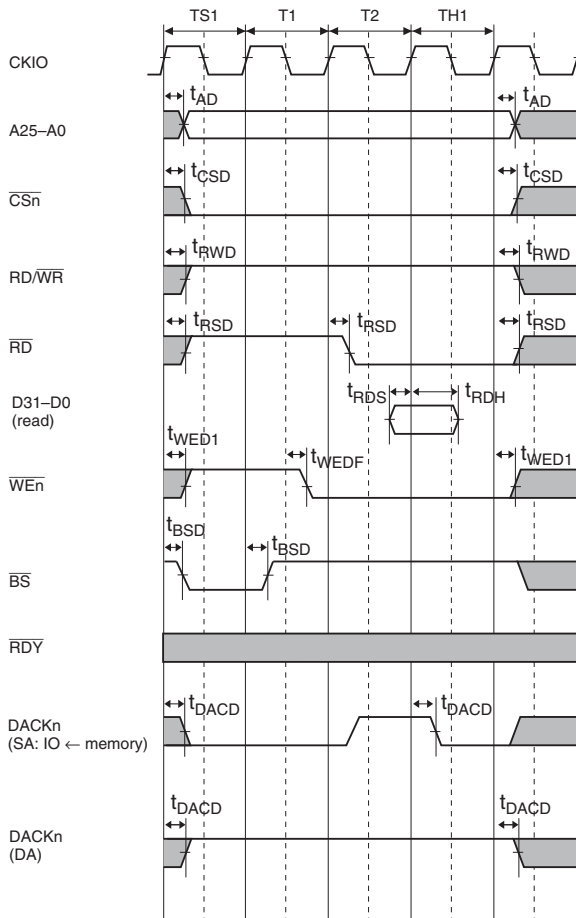 TS1 T1 T2 TH1
CKIO
tAD tAD
A25–A0
tCSD tCSD
CSn
tRWD tRWD
RD/WR
tRSD tRSD tRSD
RD
D31–D0
(read)
tRDS tRDH
tWED1 tWEDF tWED1
WEn
tBSD tBSD
BS
RDY
tDACD tDACD
DACKn
(SA: IO ← memory)
tDACD tDACD
DACKn
(DA)